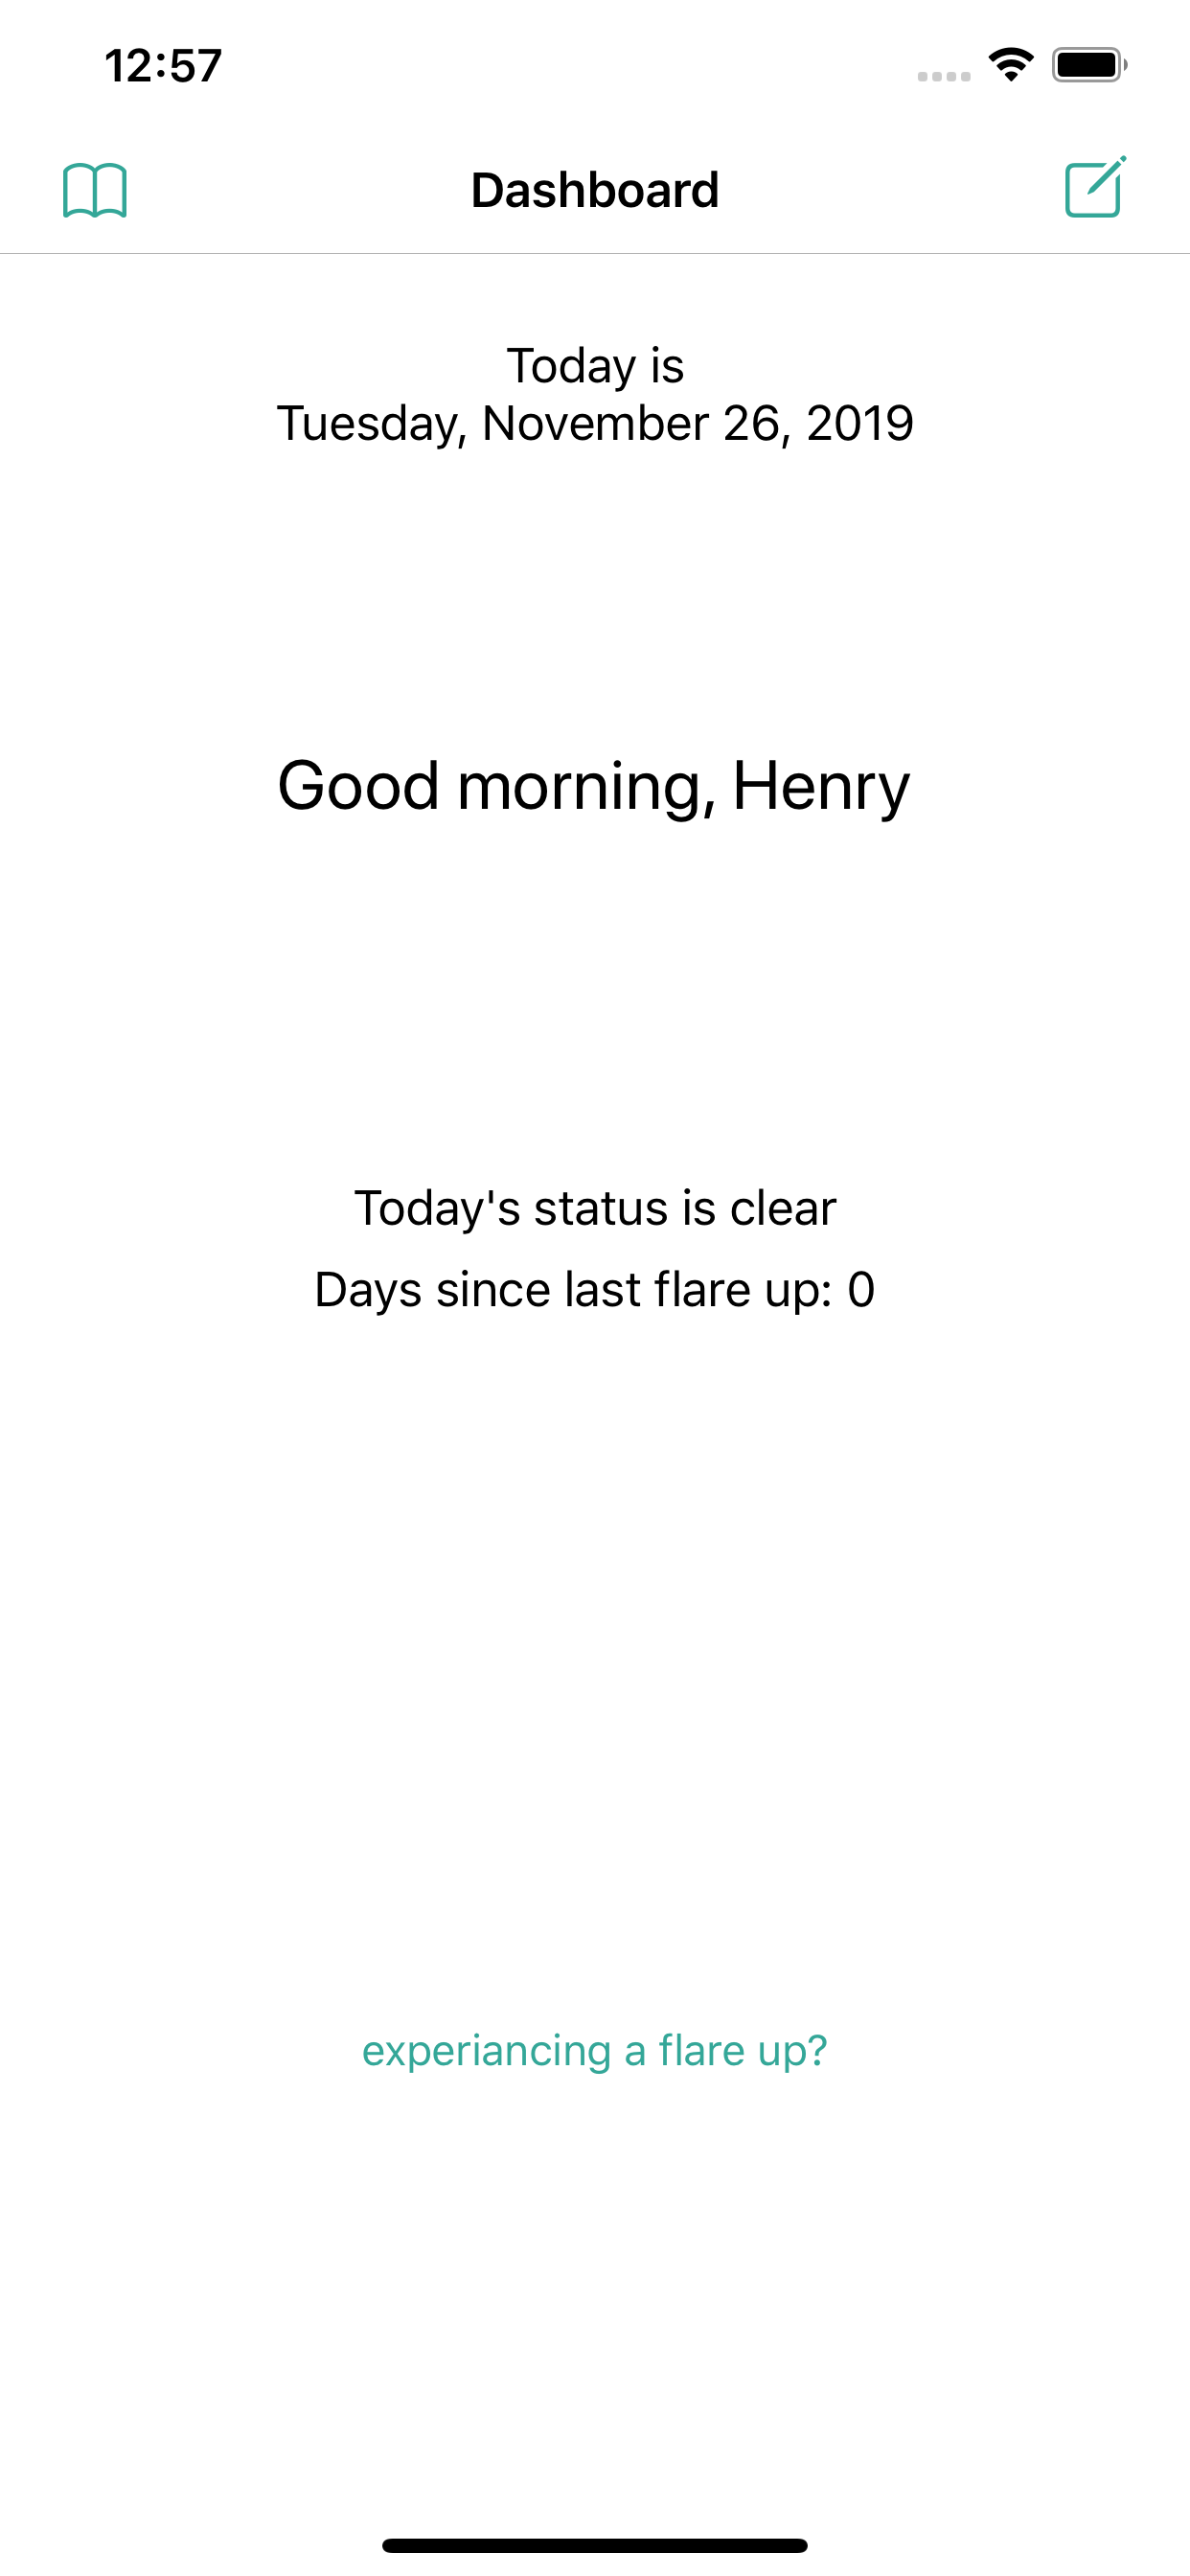 12:57
Dashboard
Today is
Tuesday, November 26, 2019
Good morning, Henry
Today's status is clear
Days since last flare up: 0
experiancing a flare up?